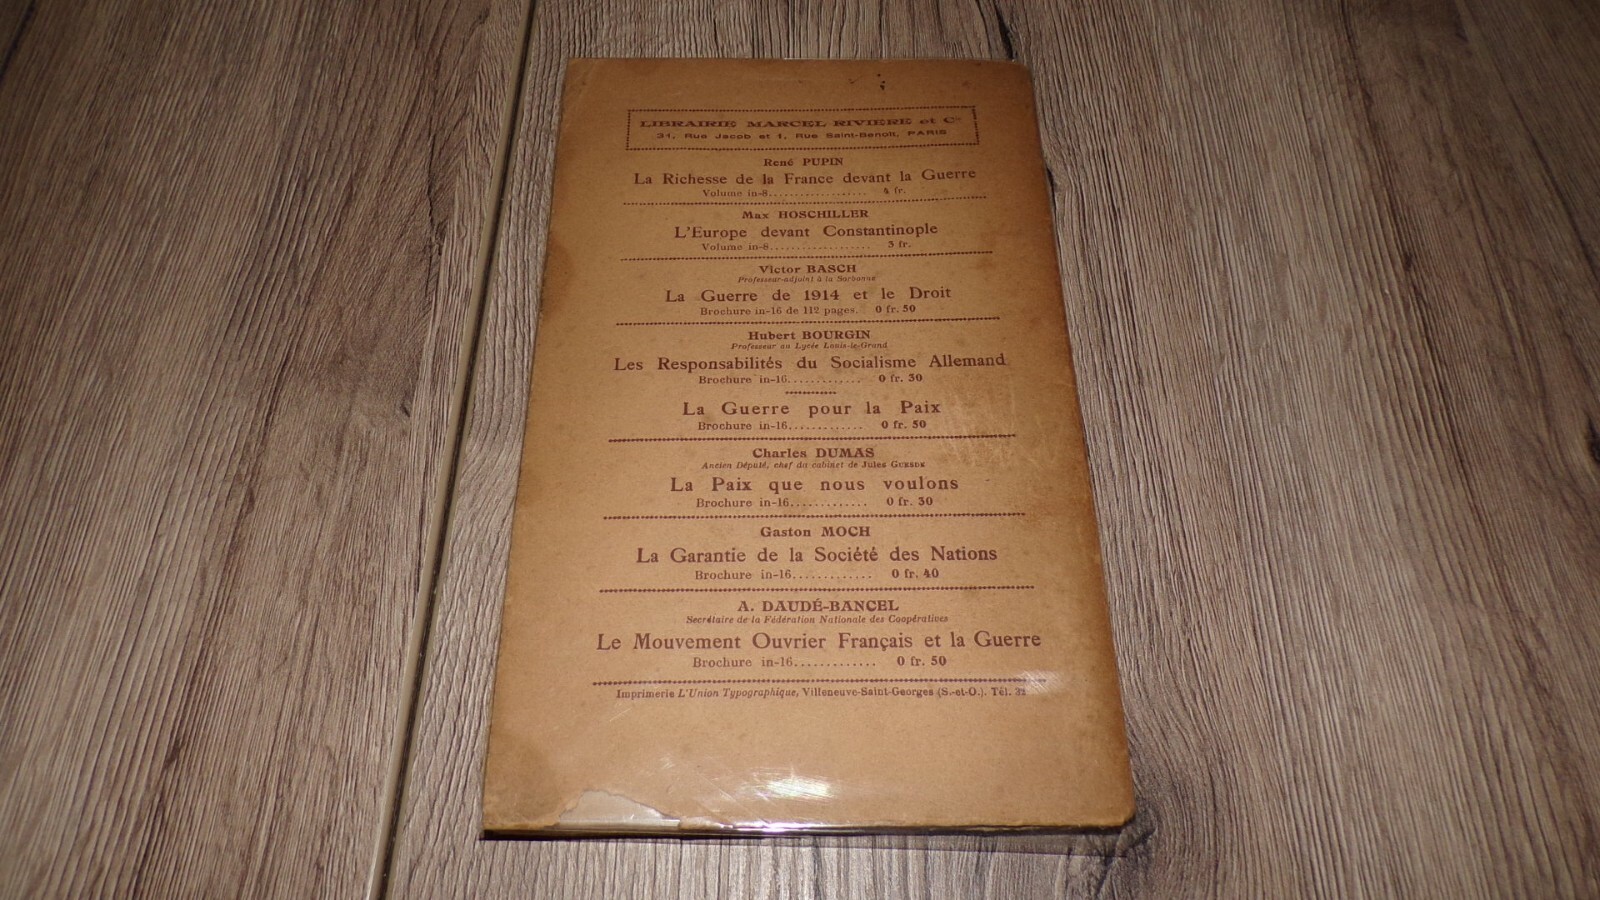 LIBRAIRIE MARCEL RIVIERE et Cie
31, Rue Jacob et 1, Rue Saint-Benoît, PARIS
René PUPIN
La Richesse de la France devant la Guerre
Volume in-8................... 4 fr.
Max HOSCHILLER
L'Europe devant Constantinople
Volume in-8................... 3 fr.
Victor BASCH
Professeur-adjoint à la Sorbonne
La Guerre de 1914 et le Droit
Brochure in-16 de 112 pages. 0 fr. 50
Hubert BOURGIN
Professeur au Lycée Louis-le-Grand
Les Responsabilités du Socialisme Allemand
Brochure in-16............. 0 fr. 30
La Guerre pour la Paix
Brochure in-16............. 0 fr. 50
Charles DUMAS
Ancien Député, chef du cabinet de Jules GUESDE
La Paix que nous voulons
Brochure in-16............. 0 fr. 30
Gaston MOCH
La Garantie de la Société des Nations
Brochure in-16............. 0 fr. 40
A. DAUDÉ-BANCEL
Secrétaire de la Fédération Nationale des Coopératives
Le Mouvement Ouvrier Français et la Guerre
Brochure in-16............. 0 fr. 50
Imprimerie L'Union Typographique, Villeneuve-Saint-Georges (S.-et-O.). Tél. 32